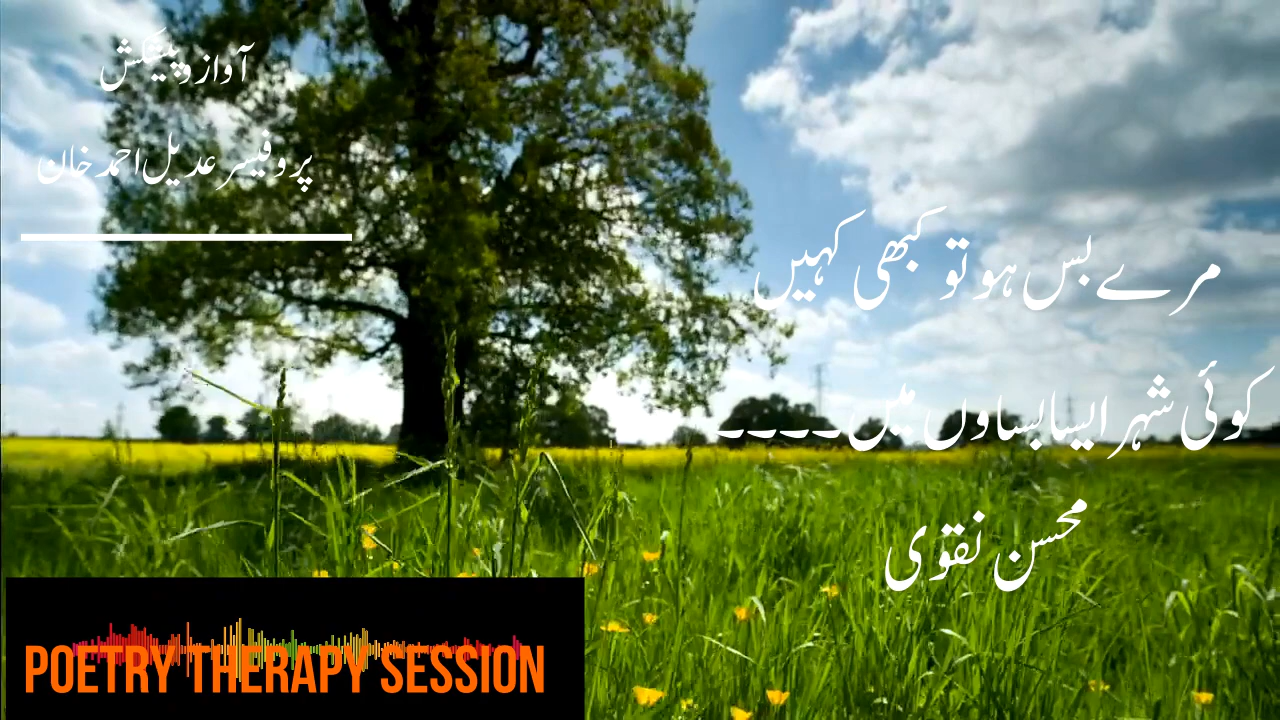 آواز و پیشکش
پروفیسر عدیل احمد خان
مرے بس ہو تو کبھی کہیں
کوئی شہر ایسا بساوں میں۔۔۔۔
محسن نقوی
POETRY THERAPY SESSION